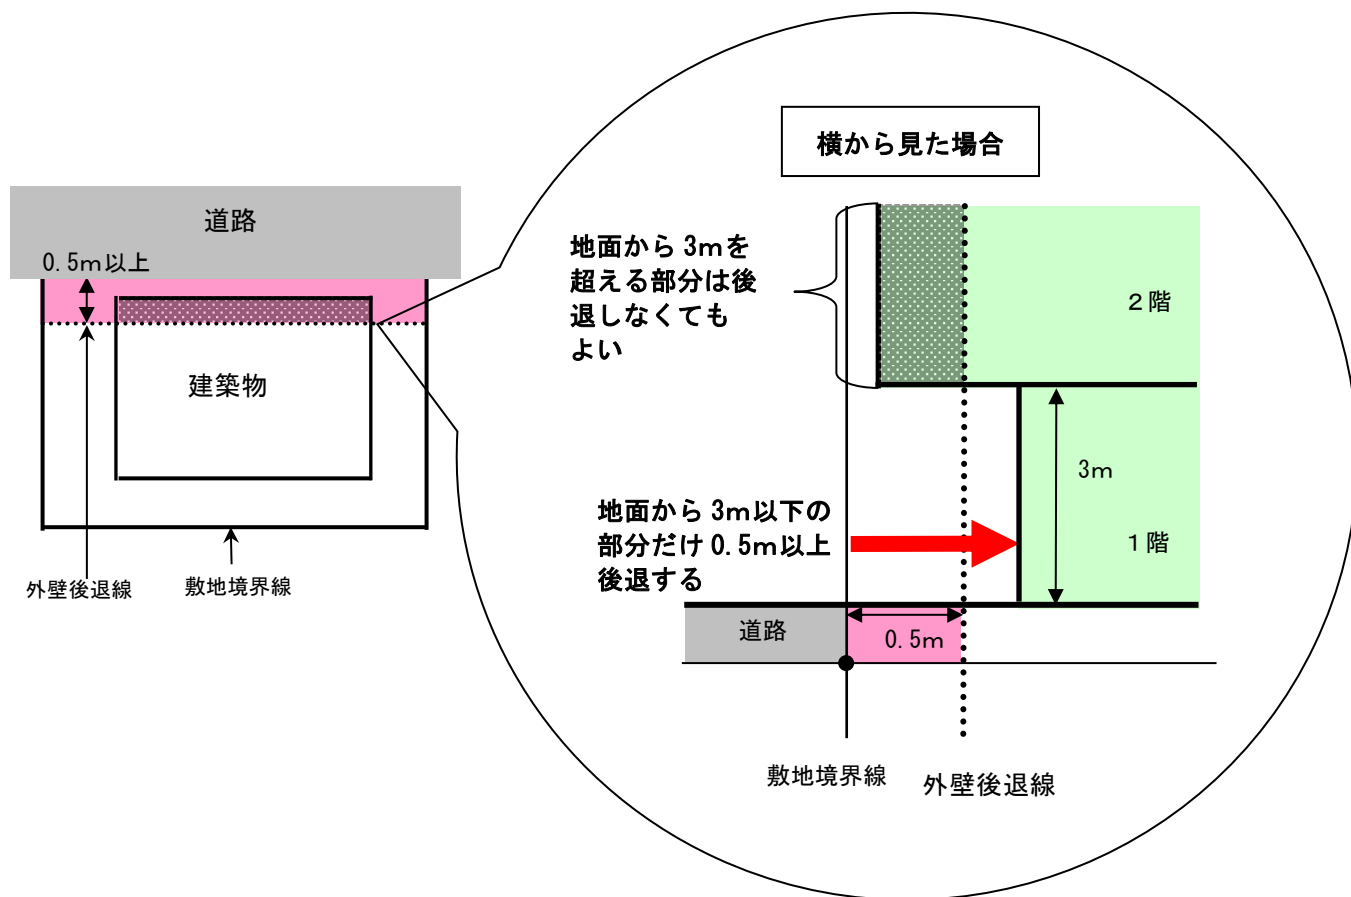 道路
0.5m以上
建築物
外壁後退線
敷地境界線
横から見た場合
地面から3mを
超える部分は後
退しなくても
よい
2階
3m
地面から3m以下の
部分だけ0.5m以上
後退する
1階
道路
0.5m
敷地境界線
外壁後退線